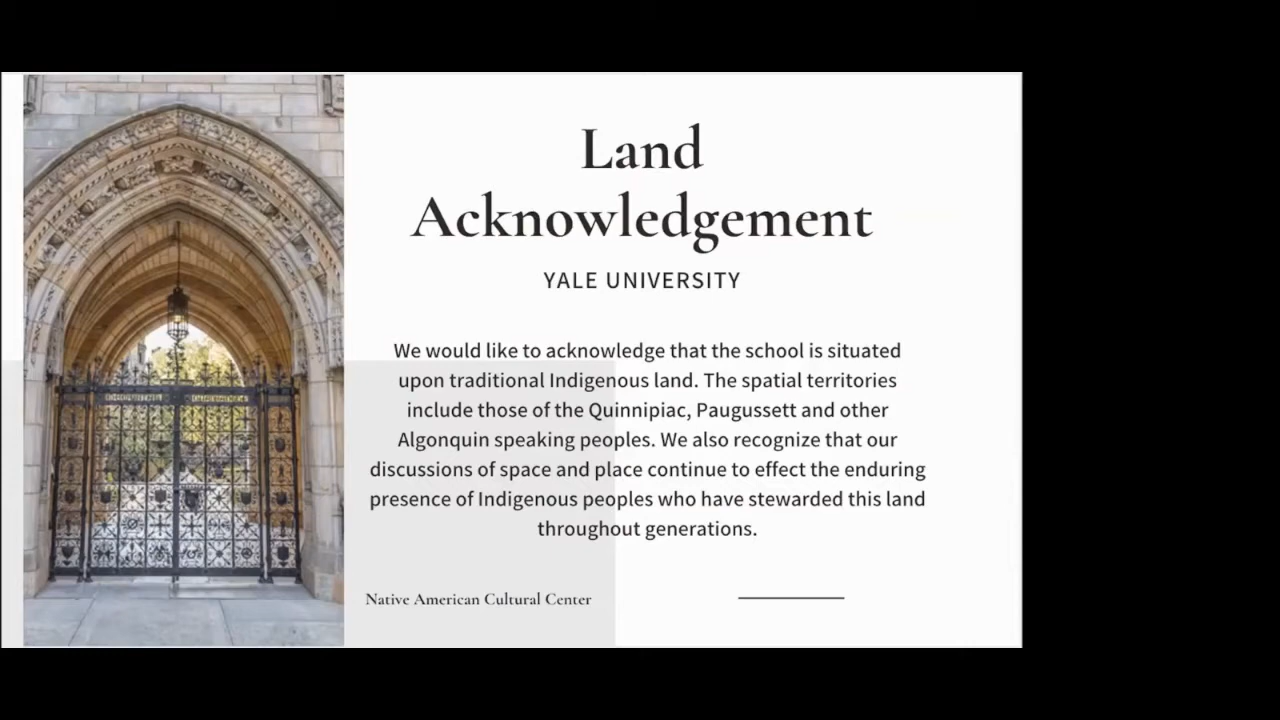 Land
Acknowledgement
YALE UNIVERSITY
We would like to acknowledge that the school is situated
upon traditional Indigenous land. The spatial territories
include those of the Quinnipiac, Paugussett and other
Algonquin speaking peoples. We also recognize that our
discussions of space and place continue to effect the enduring
presence of Indigenous peoples who have stewarded this land
throughout generations.
Native American Cultural Center